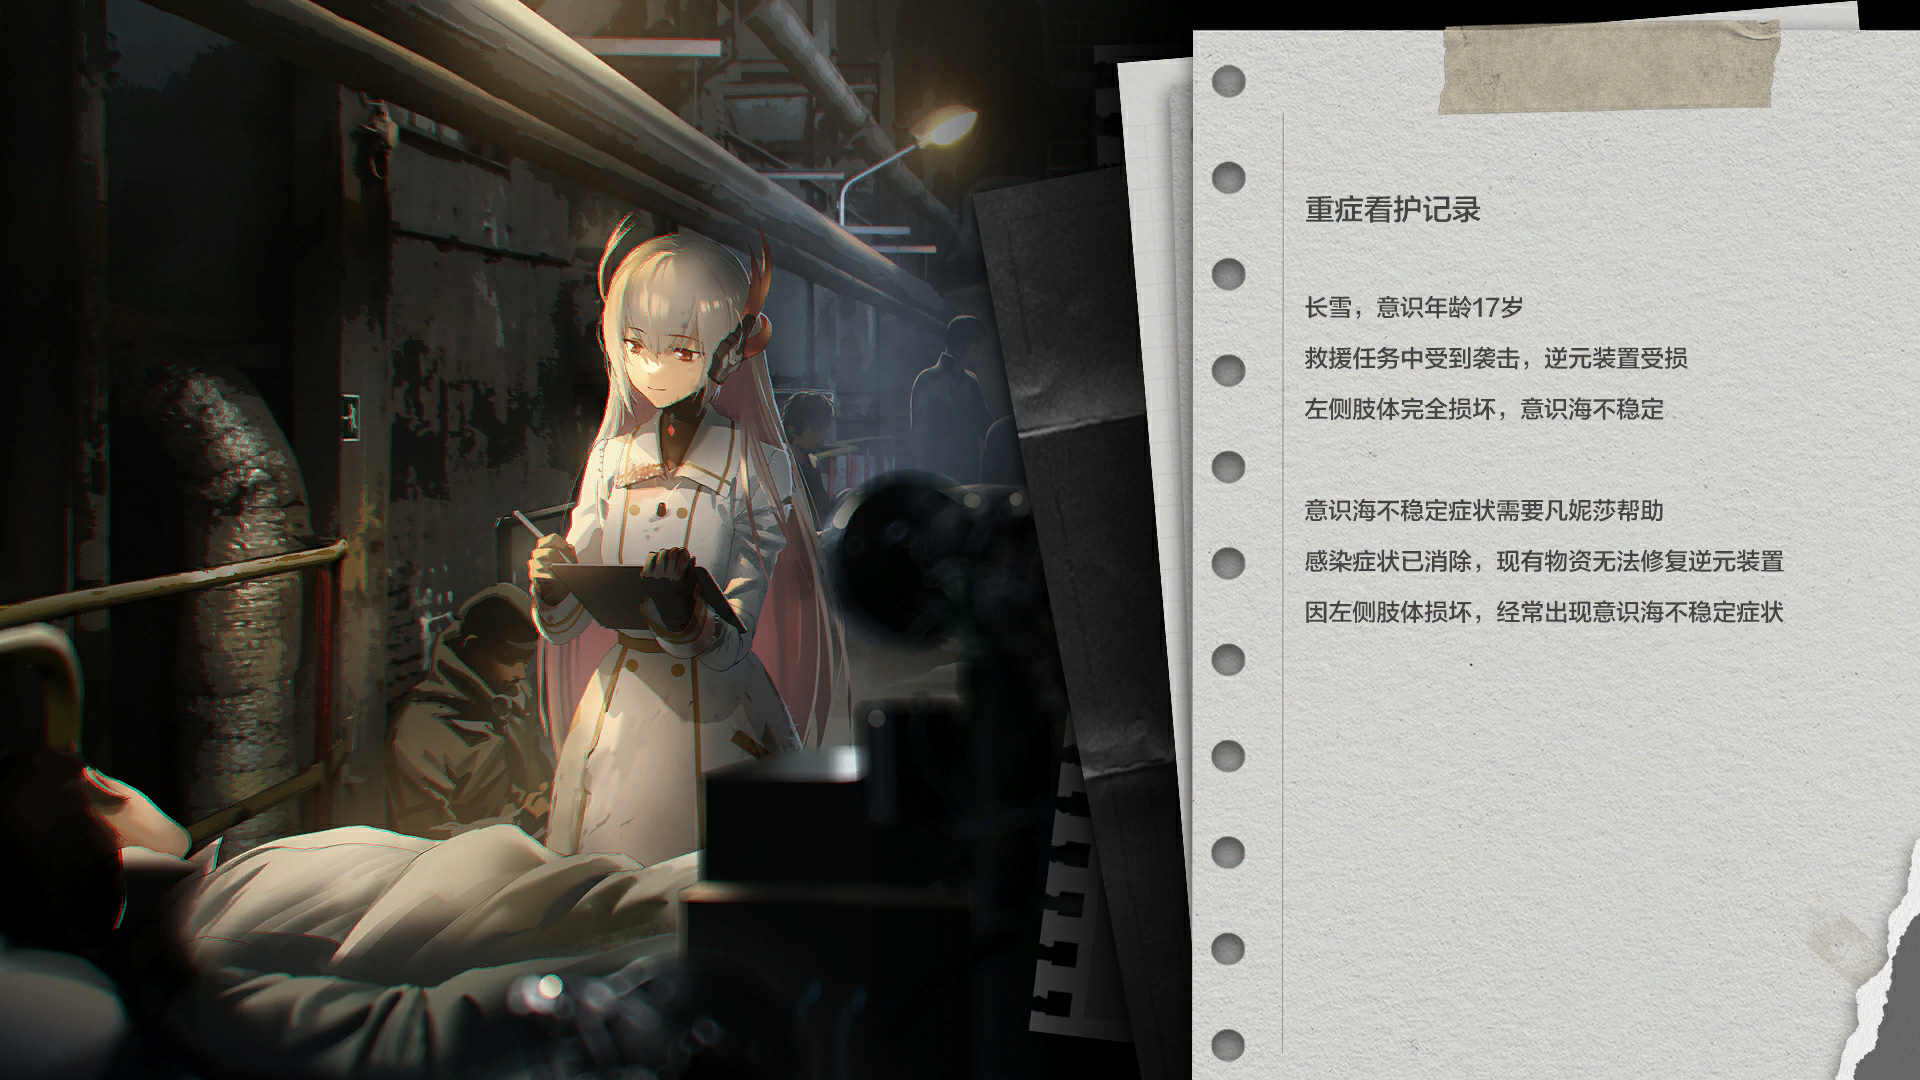 重症看护记录
长雪，意识年龄17岁
救援任务中受到袭击，逆元装置受损
左侧肢体完全损坏，意识海不稳定
意识海不稳定症状需要凡妮莎帮助
感染症状已消除，现有物资无法修复逆元装置
因左侧肢体损坏，经常出现意识海不稳定症状